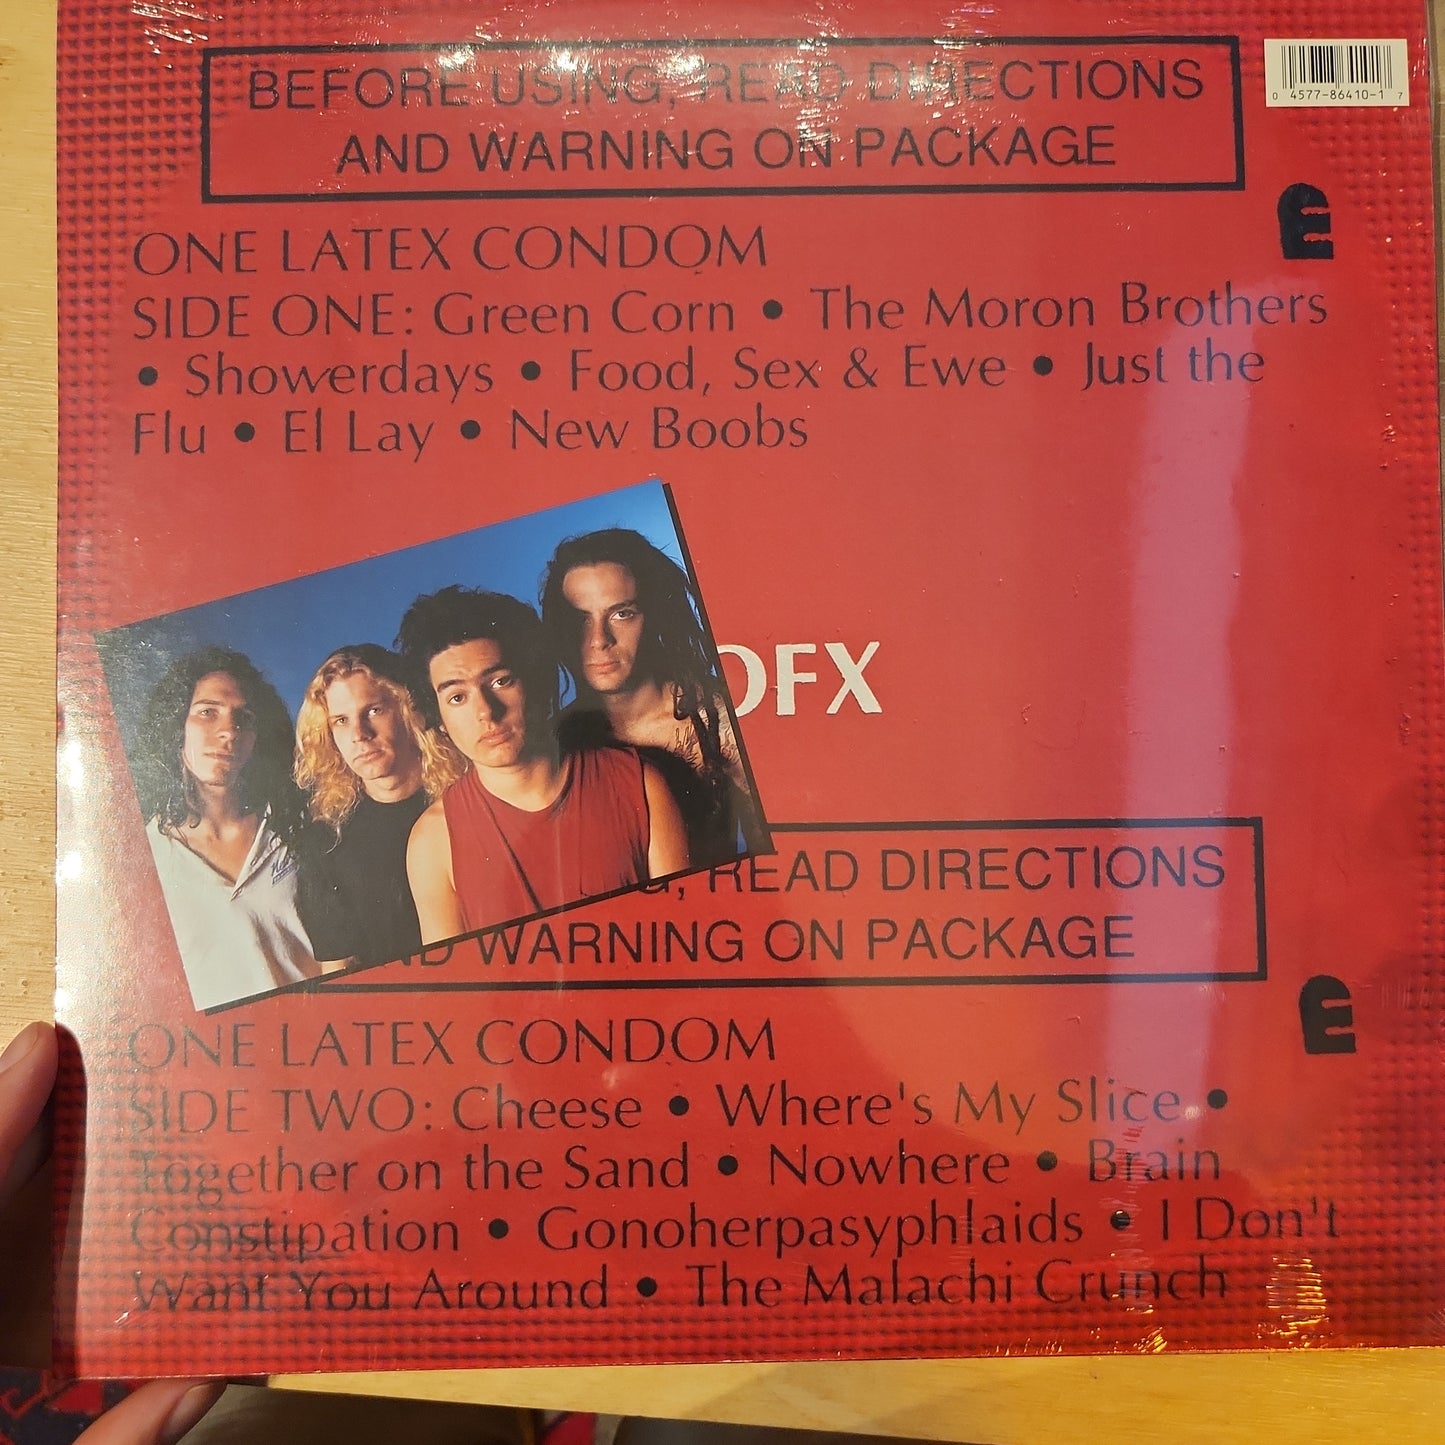 BEFORE USING, READ DIRECTIONS
AND WARNING ON PACKAGE
0 4577-86410-1 7
E
ONE LATEX CONDOM
SIDE ONE: Green Corn • The Moron Brothers
• Showerdays • Food, Sex & Ewe • Just the
Flu • El Lay • New Boobs
OFX
G, READ DIRECTIONS
AND WARNING ON PACKAGE
E
ONE LATEX CONDOM
SIDE TWO: Cheese • Where's My Slice •
Together on the Sand • Nowhere • Brain
Constipation • Gonoherpasyphlaids • I Don't
Want You Around • The Malachi Crunch